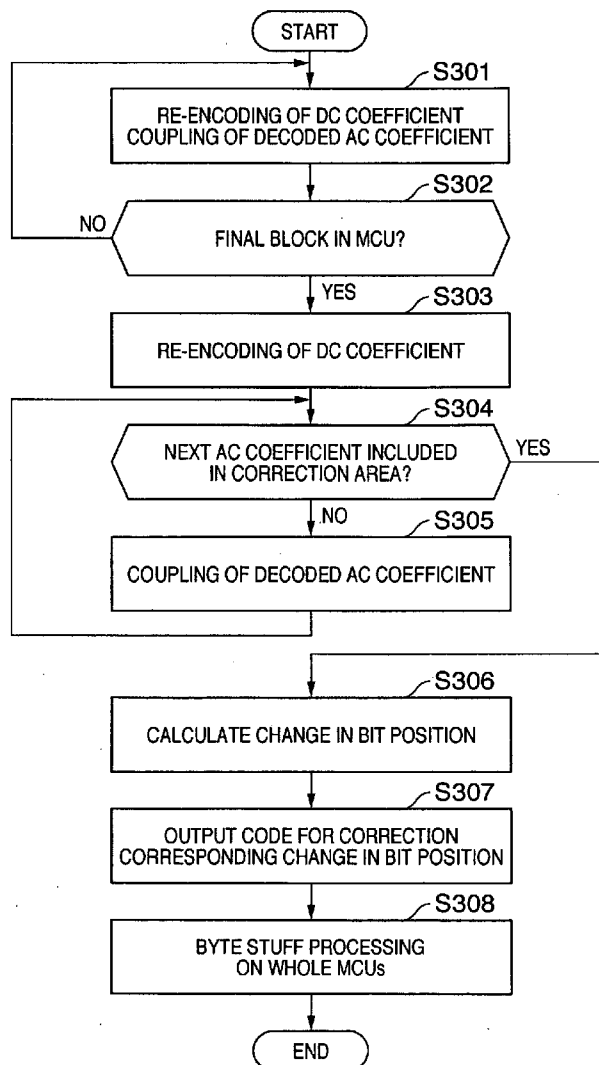 START
S301
RE-ENCODING OF DC COEFFICIENT
COUPLING OF DECODED AC COEFFICIENT
S302
NO
FINAL BLOCK IN MCU?
YES
S303
RE-ENCODING OF DC COEFFICIENT
S304
NEXT AC COEFFICIENT INCLUDED
IN CORRECTION AREA?
YES
NO
S305
COUPLING OF DECODED AC COEFFICIENT
S306
CALCULATE CHANGE IN BIT POSITION
S307
OUTPUT CODE FOR CORRECTION
CORRESPONDING CHANGE IN BIT POSITION
S308
BYTE STUFF PROCESSING
ON WHOLE MCUs
END